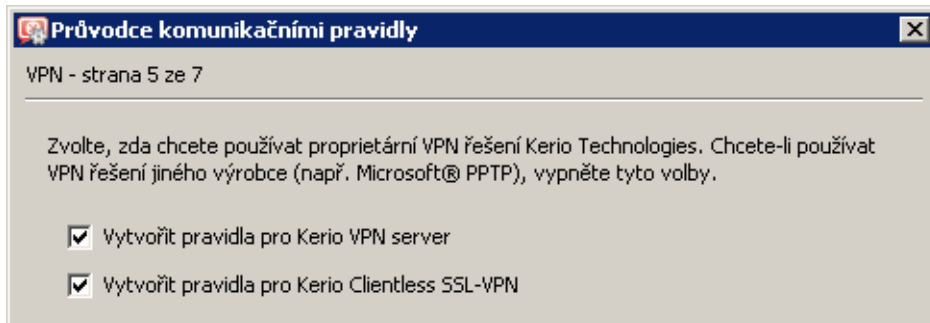 Průvodce komunikačními pravidly
VPN - strana 5 ze 7
Zvolte, zda chcete používat proprietární VPN řešení Kerio Technologies. Chcete-li používat
VPN řešení jiného výrobce (např. Microsoft® PPTP), vypněte tyto volby.
Vytvořit pravidla pro Kerio VPN server
Vytvořit pravidla pro Kerio Clientless SSL-VPN